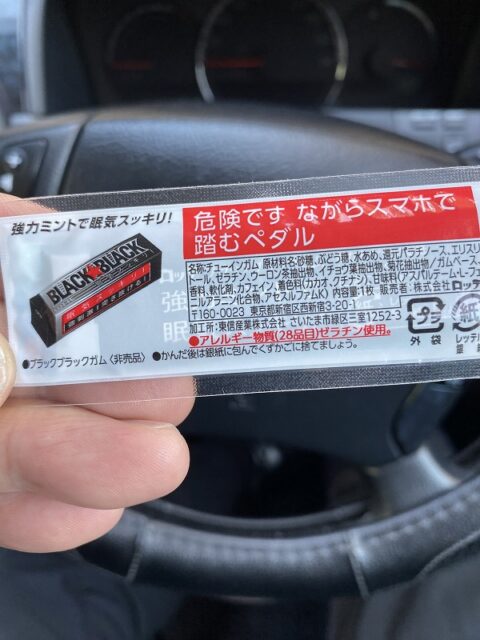 強力ミントで眠気スッキリ!
BLACK BLACK
●ブラックブラックガム〈非売品〉
危険です ながらスマホで
踏むペダル
名称:チューインガム 原材料名:砂糖、ぶどう糖、水あめ、還元パラチノース、エリスリ
トール、ゼラチン、ウーロン茶抽出物、イチョウ葉抽出物、菊花抽出物/ガムベース、
香料、軟化剤、カフェイン、着色料(カカオ、クチナシ)、甘味料(アスパルテーム・L-フェ
ニルアラニン化合物、アセスルファムK) 内容量:1枚 販売者:株式会社ロッテ
〒160-0023 東京都新宿区西新宿3-20-1
加工所:東信産業株式会社 さいたま市緑区三室1252-3
●アレルギー物質(28品目)ゼラチン使用。
●かんだ後は銀紙に包んでくずかごに捨てましょう。
プラ
外 袋
紙